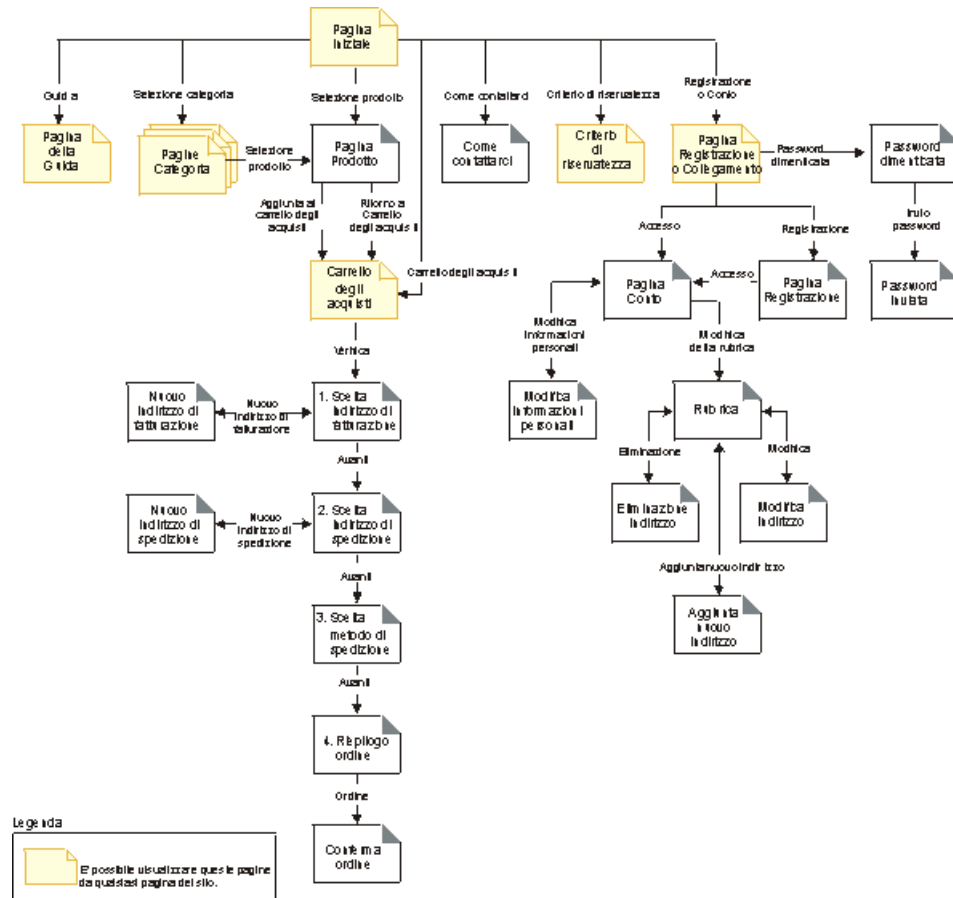 Pagina
Iniziale
Guida
Selezione categoria
Selezione prodotto
Come contattarci
Criterio di riservatezza
Registrazione
o Conto
Pagina
della
Guida
Pagine
Categoria
Selezione
prodotto
Pagina
Prodotto
Come
contattarci
Criterio
di
riservatezza
Pagina
Registrazione
o Collegamento
Password
dimenticata
Password
dimenticata
Aggiunta al
carrello degli
acquisti
Ritorno a
Carrello
degli acquisti
Accesso
Registrazione
Invio
password
Carrello
degli
acquisti
Carrello degli acquisti
Pagina
Conto
Accesso
Pagina
Registrazione
Password
Inviata
Verifica
Modifica
informazioni
personali
Modifica
della rubrica
Nuovo
indirizzo di
fatturazione
Nuovo
indirizzo di
fatturazione
1. Scelta
indirizzo di
fatturazione
Modifica
informazioni
personali
Rubrica
Avanti
Eliminazione
Modifica
Nuovo
indirizzo di
spedizione
Nuovo
indirizzo di
spedizione
2. Scelta
indirizzo di
spedizione
Eliminazione
indirizzo
Modifica
indirizzo
Avanti
Aggiunta nuovo indirizzo
3. Scelta
metodo di
spedizione
Aggiunta
nuovo
indirizzo
Avanti
4. Riepilogo
ordine
Ordine
Conferma
ordine
Legenda
E' possibile visualizzare queste pagine
da qualsiasi pagina del sito.